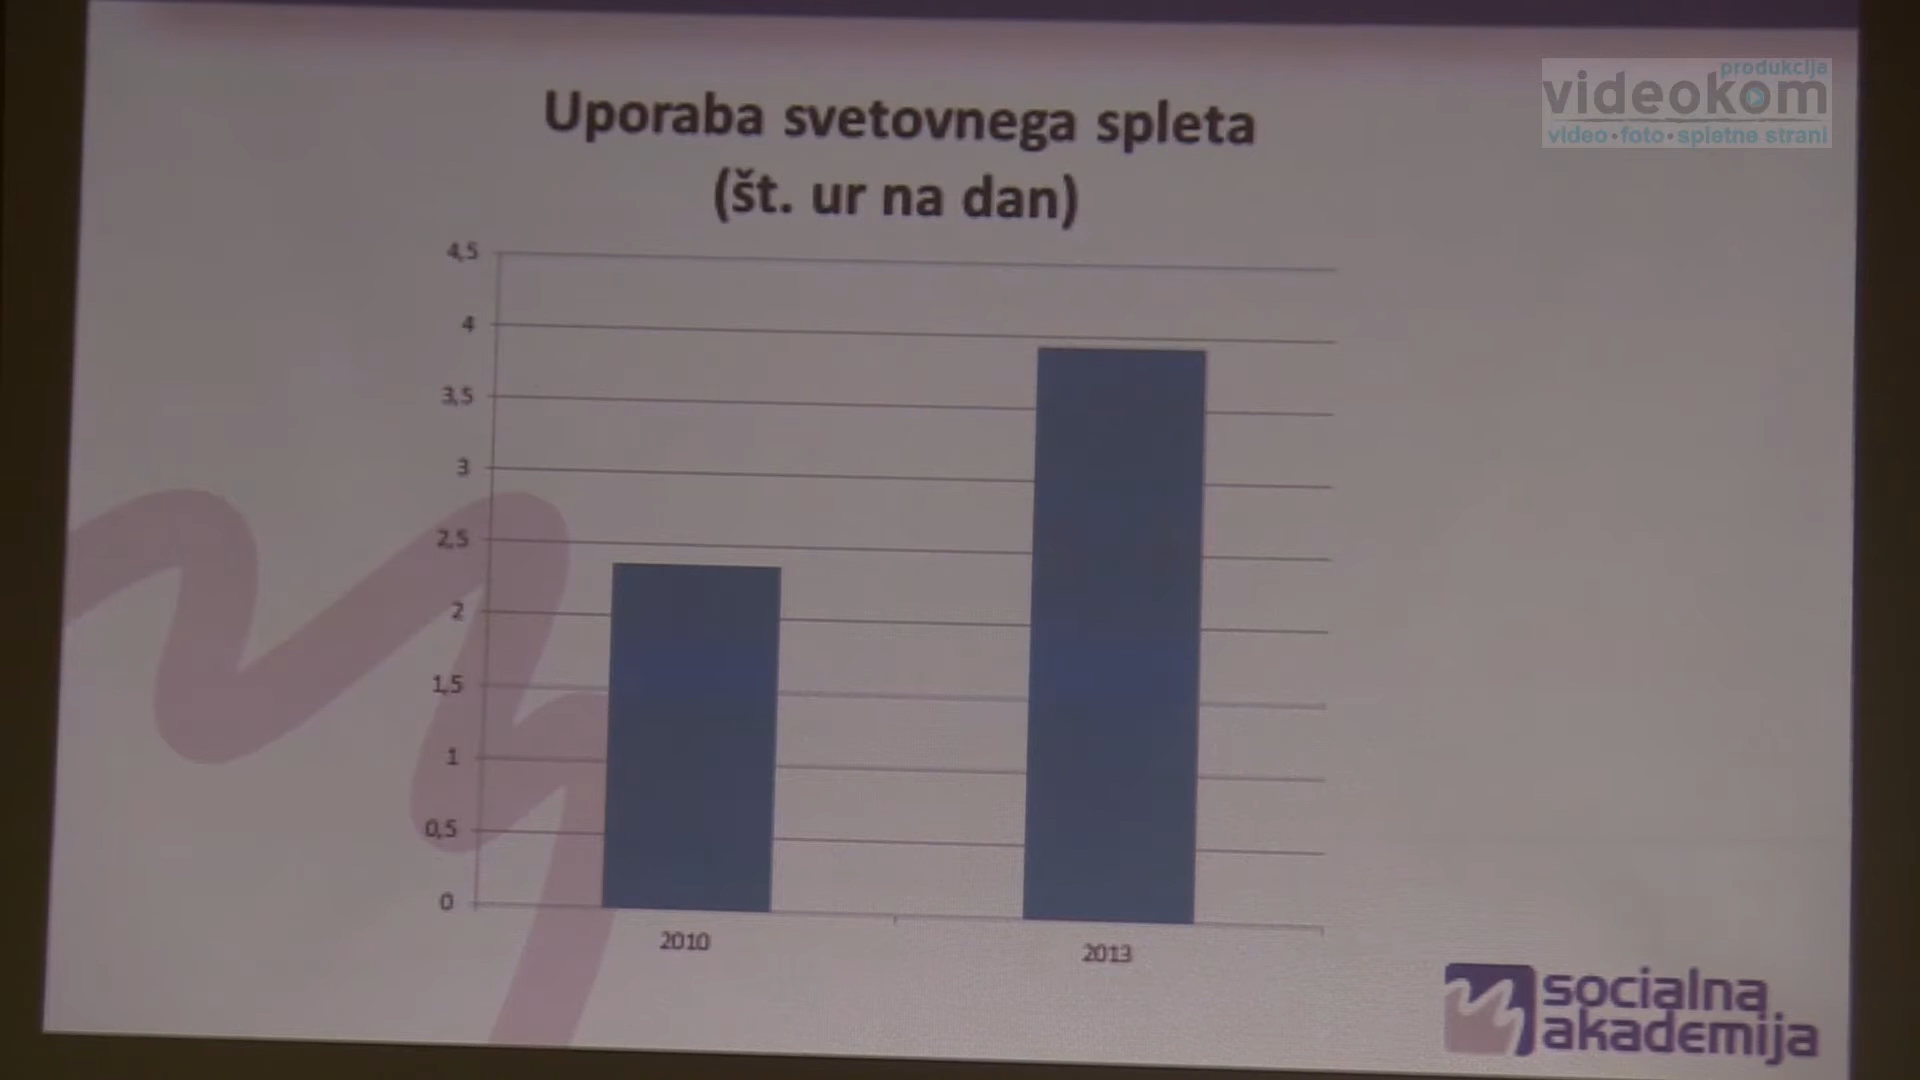 produkcija
videokom
video•foto•spletne strani
Uporaba svetovnega spleta
(št. ur na dan)
4,5
4
3,5
3
2,5
2
1,5
1
0,5
0
2010
2013
socialna
akademija